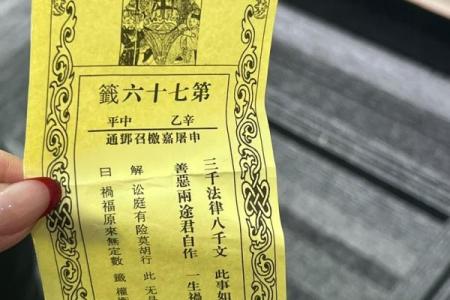 第七十六籤
辛乙 中平
申屠嘉檄召鄧通
三千法律八千文 此事如
善惡兩途君自作 一生禍
解 訟庭有險莫胡行 此
曰 禍福原來無定數 籤